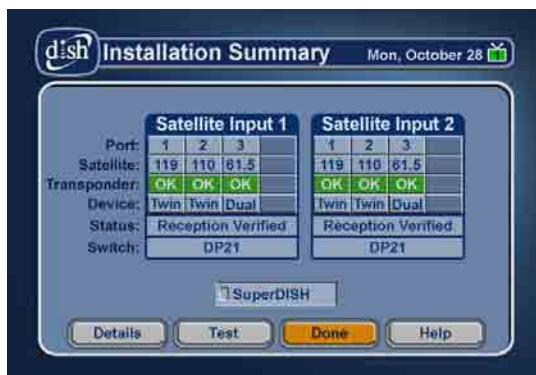 dish Installation Summary Mon, October 28
Satellite Input 1 Satellite Input 2
Port: 1 2 3 1 2 3
Satellite: 119 110 61.5 119 110 61.5
Transponder: OK OK OK OK OK OK
Device: Twin Twin Dual Twin Twin Dual
Status: Reception Verified Reception Verified
Switch: DP21 DP21
SuperDISH
Details Test Done Help